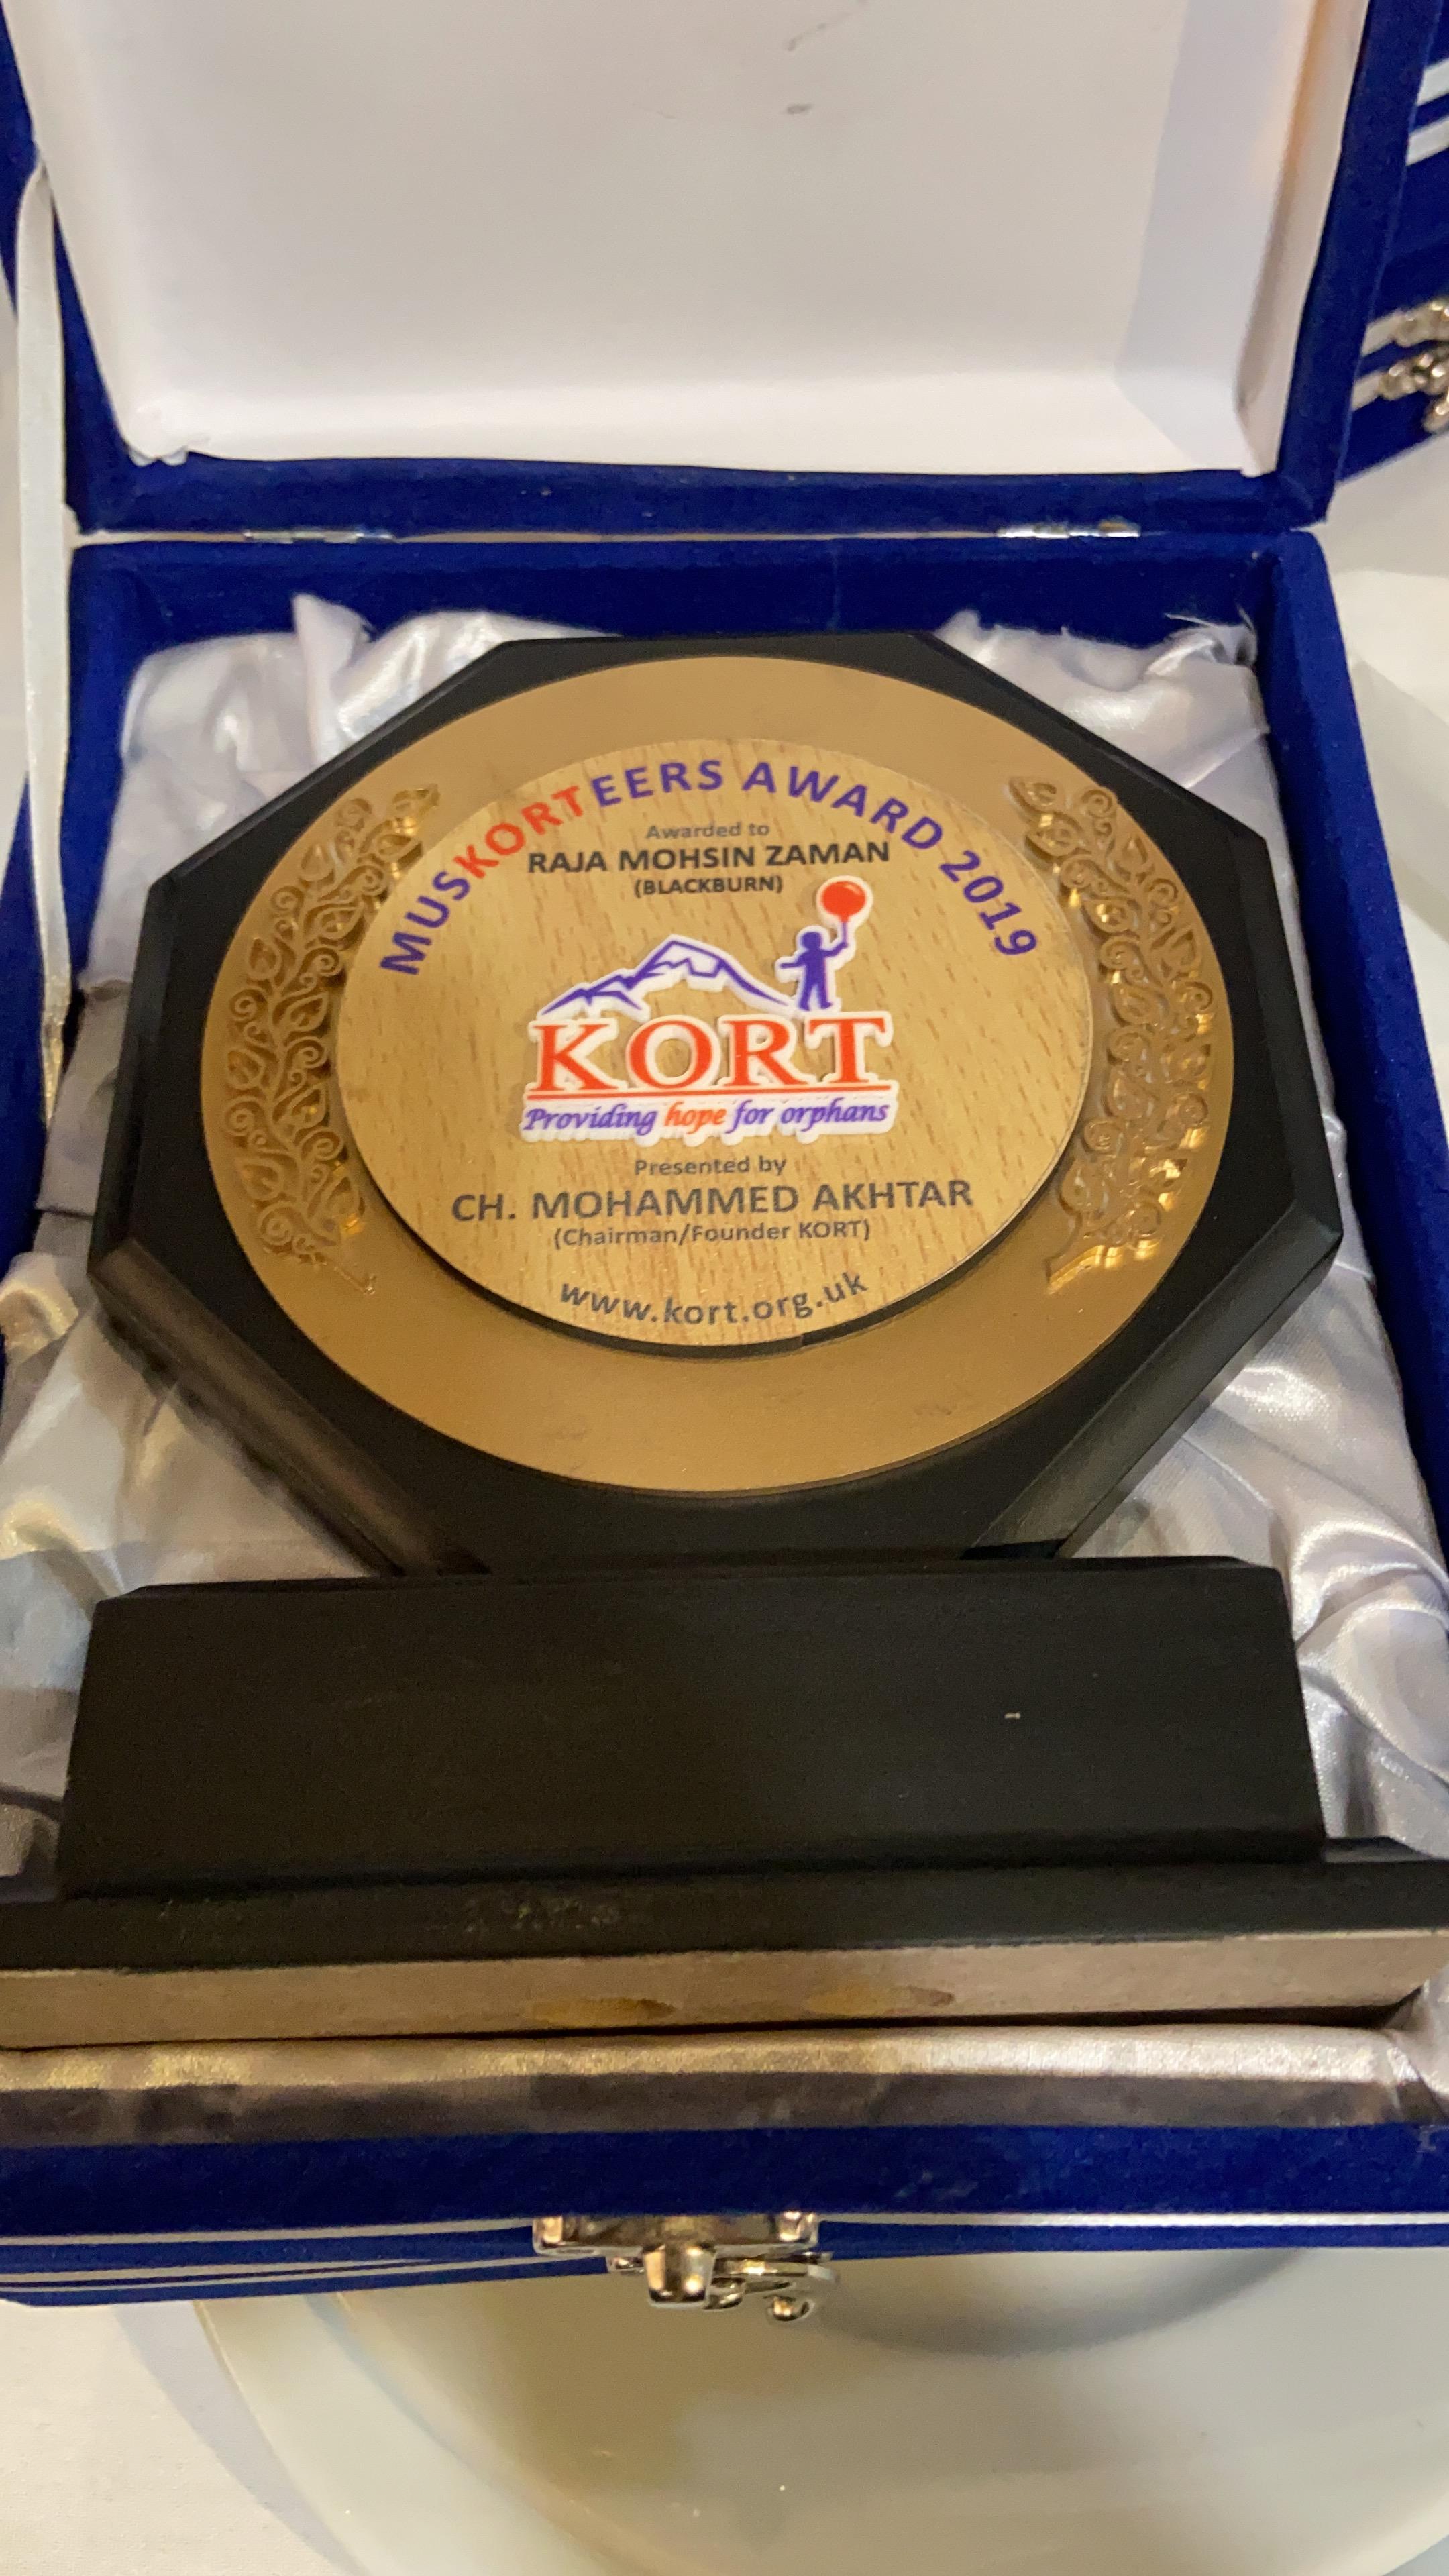 MUSKORTEERS AWARD 2019
Awarded to
RAJA MOHSIN ZAMAN
(BLACKBURN)
KORT
Providing hope for orphans
Presented by
CH. MOHAMMED AKHTAR
(Chairman/Founder KORT)
www.kort.org.uk